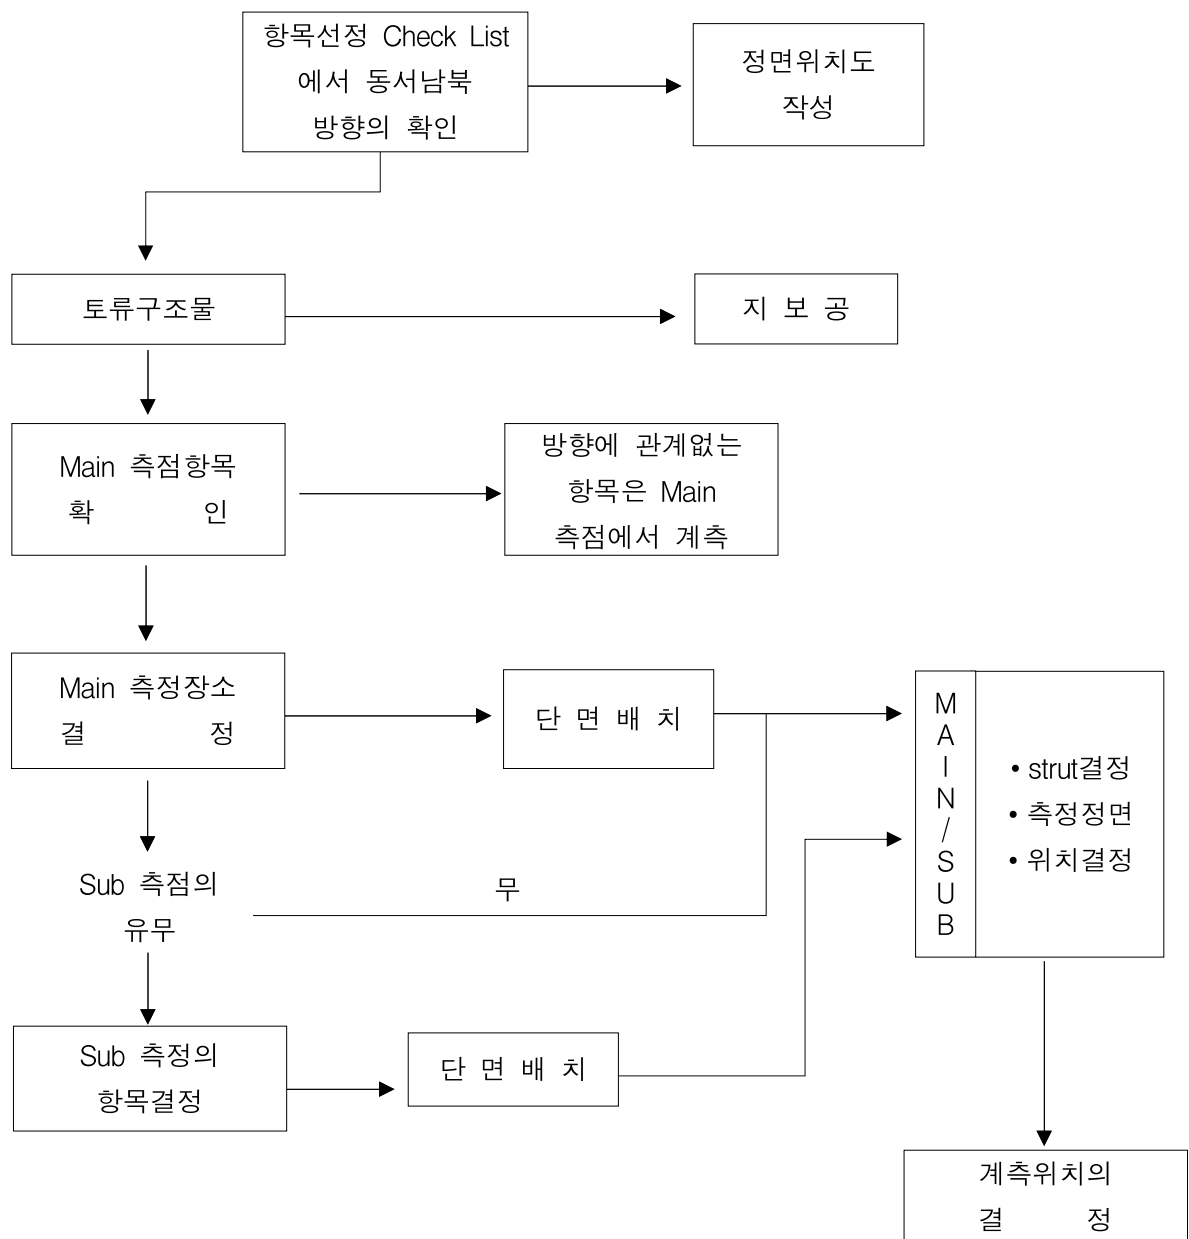 항목선정 Check List
에서 동서남북
방향의 확인
정면위치도
작성
토류구조물
지 보 공
Main 측점항목
확 인
방향에 관계없는
항목은 Main
측점에서 계측
Main 측정장소
결 정
단 면 배 치
Sub 측점의
유무
무
Sub 측정의
항목결정
단 면 배 치
M
A
I
N
/
S
U
B
• strut결정
• 측정정면
• 위치결정
계측위치의
결 정